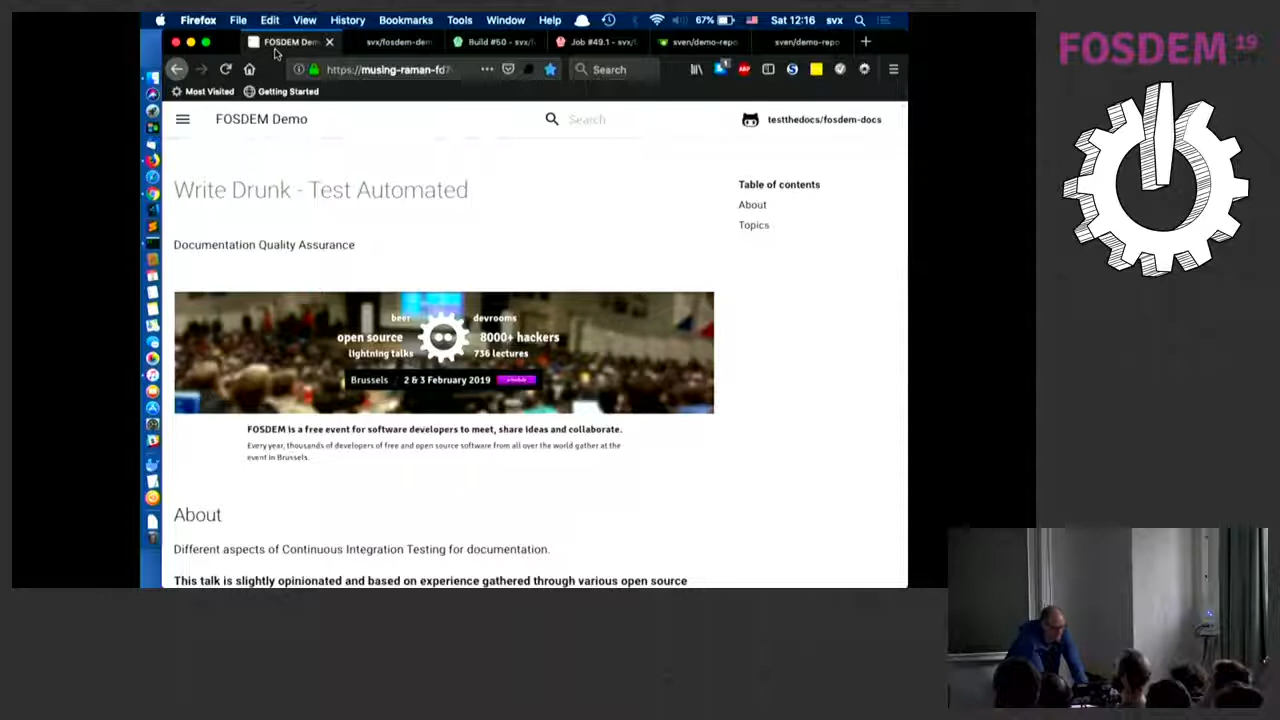 Firefox File Edit View History Bookmarks Tools Window Help 67% Sat 12:16 svx
FOSDEM Dem svx/fosdem-dem Build #50 - svx/f Job #49.1 - svx/ sven/demo-repo sven/demo-repo
https://musing-raman-fd7 Search
Most Visited Getting Started
FOSDEM Demo Search testthedocs/fosdem-docs
Write Drunk - Test Automated
Documentation Quality Assurance
Table of contents
About
Topics
beer devrooms
open source 8000+ hackers
lightning talks 736 lectures
Brussels / 2 & 3 February 2019
FOSDEM is a free event for software developers to meet, share ideas and collaborate.
Every year, thousands of developers of free and open source software from all over the world gather at the
event in Brussels.
About
Different aspects of Continuous Integration Testing for documentation.
This talk is slightly opinionated and based on experience gathered through various open source
FOSDEM 19